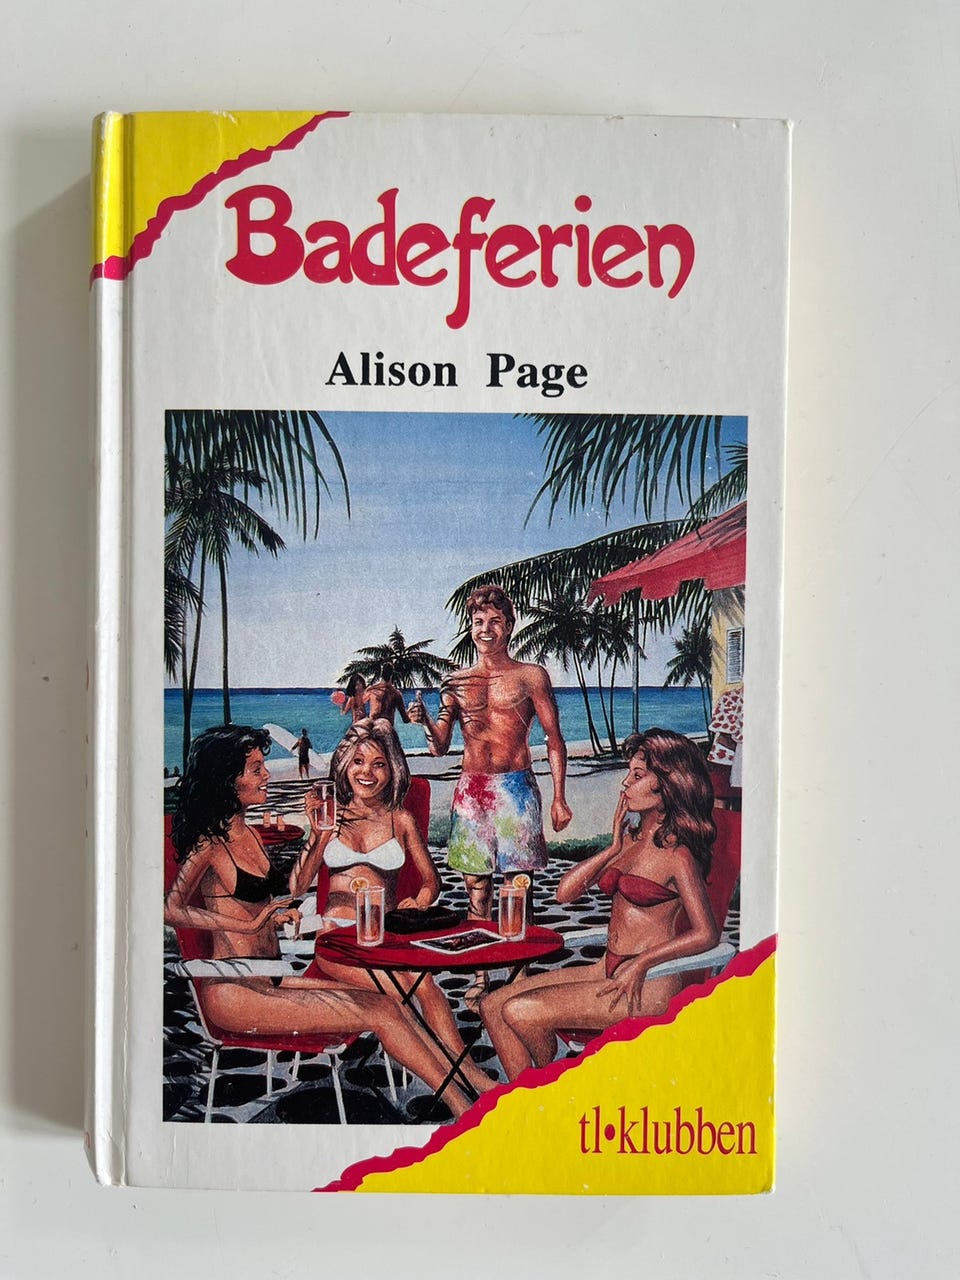 Badeferien
Alison Page
tl•klubben